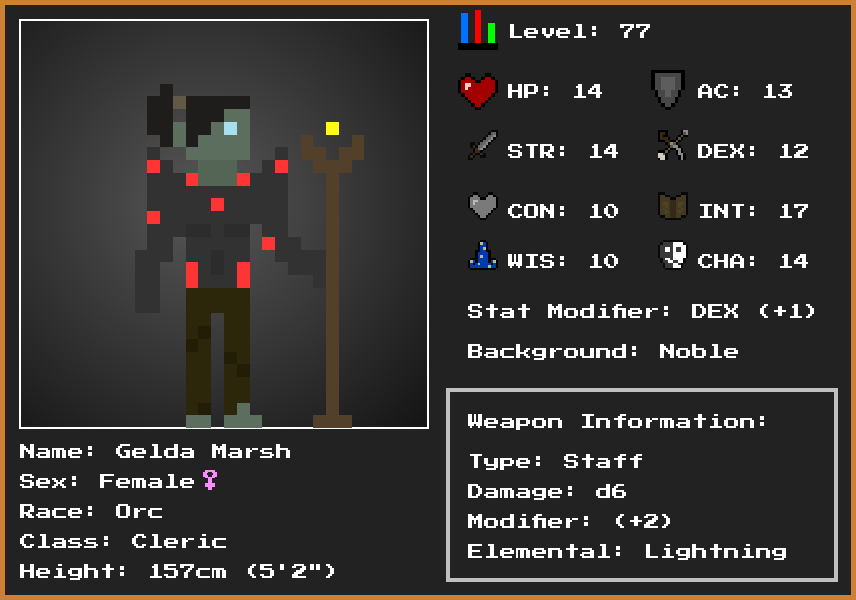 Level: 77
HP: 14
AC: 13
STR: 14
DEX: 12
CON: 10
INT: 17
WIS: 10
CHA: 14
Stat Modifier: DEX (+1)
Background: Noble
Weapon Information:
Type: Staff
Damage: d6
Modifier: (+2)
Elemental: Lightning
Name: Gelda Marsh
Sex: Female♀
Race: Orc
Class: Cleric
Height: 157cm (5'2")